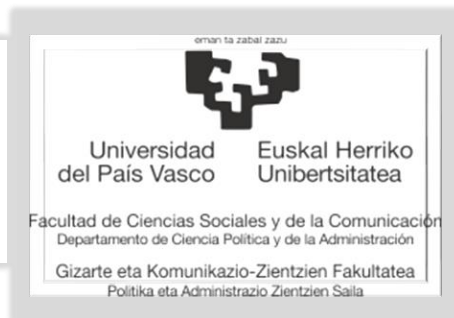 eman ta zabal zazu
Universidad
del País Vasco
Euskal Herriko
Unibertsitatea
Facultad de Ciencias Sociales y de la Comunicación
Departamento de Ciencia Política y de la Administración
Gizarte eta Komunikazio-Zientzien Fakultatea
Politika eta Administrazio Zientzien Saila